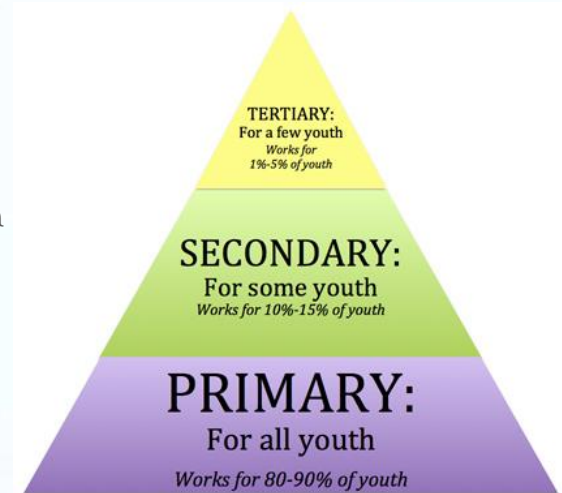 TERTIARY:
For a few youth
Works for
1%-5% of youth
SECONDARY:
For some youth
Works for 10%-15% of youth
PRIMARY:
For all youth
Works for 80-90% of youth